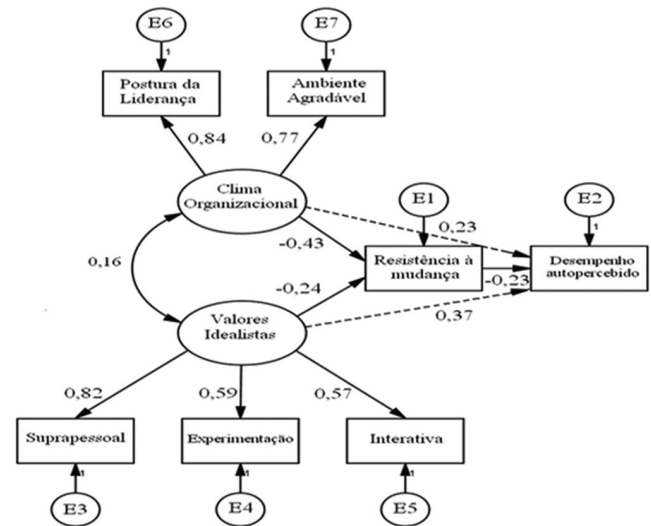 E6
E7
1
1
Postura da
Liderança
Ambiente
Agradável
0,84
0,77
Clima
Organizacional
E1
E2
0,23
1
-0,43
0,16
Resistência à
mudança
Desempenho
autopercebido
-0,24
-0,23
Valores
Idealistas
0,37
0,82
0,59
0,57
Suprapessoal
Experimentação
Interativa
1
1
1
E3
E4
E5